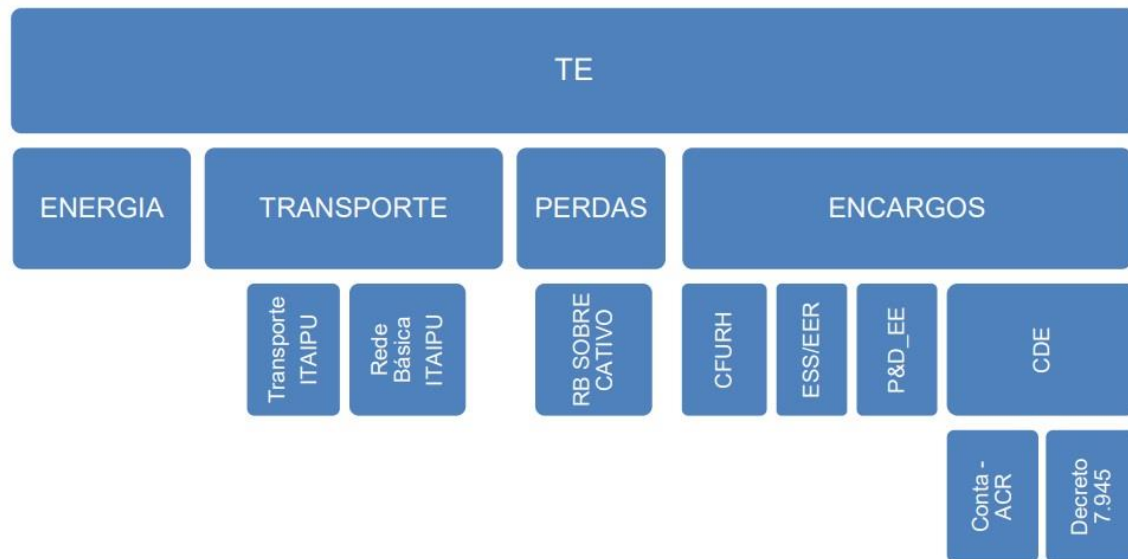 TE
ENERGIA
TRANSPORTE
PERDAS
ENCARGOS
Transporte
ITAIPU
Rede
Básica
ITAIPU
RB SOBRE
CATIVO
CFURH
ESS/EER
P&D_EE
CDE
Conta -
ACR
Decreto
7.945